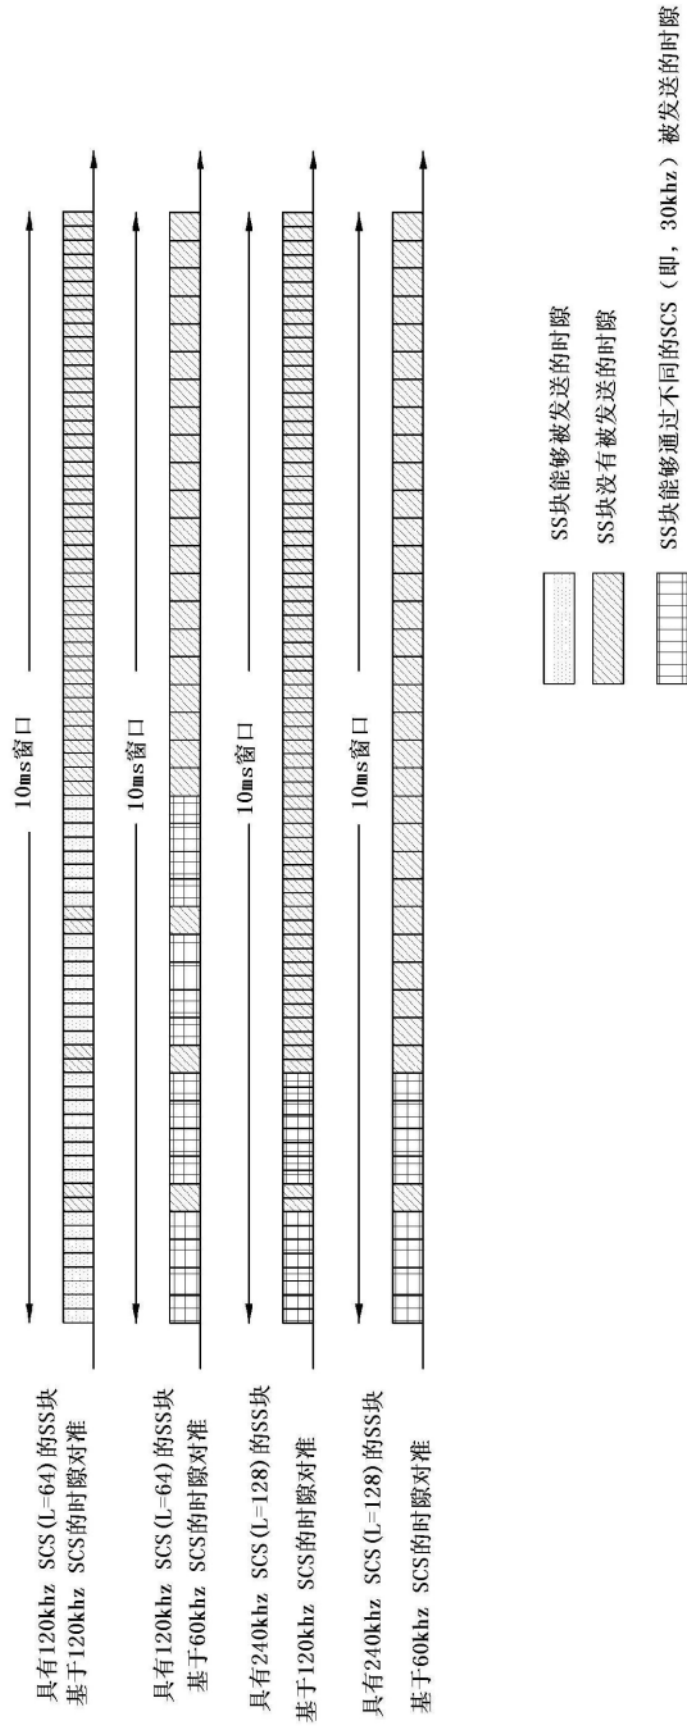 具有120khz SCS(L=64)的SS块
基于120khz SCS的时隙对准
10ms窗口
具有120khz SCS(L=64)的SS块
基于60khz SCS的时隙对准
10ms窗口
具有240khz SCS(L=128)的SS块
基于120khz SCS的时隙对准
10ms窗口
具有240khz SCS(L=128)的SS块
基于60khz SCS的时隙对准
10ms窗口
SS块能够被发送的时隙
SS块没有被发送的时隙
SS块能够通过不同的SCS（即, 30khz）被发送的时隙